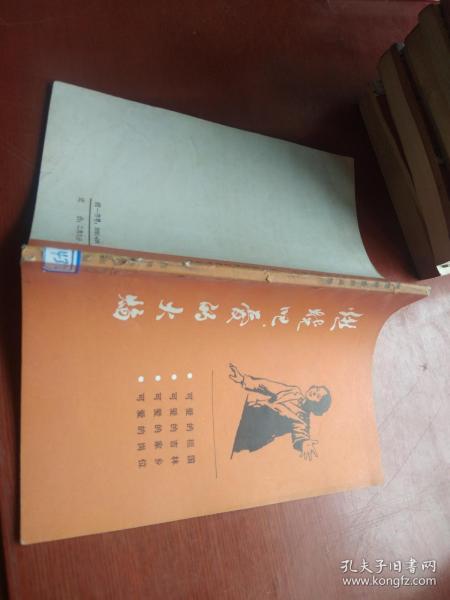 燃烧吧,爱的火焰
• 可爱的祖国
• 可爱的吉林
• 可爱的家乡
• 可爱的岗位
孔夫子旧书网
www.kongfz.com